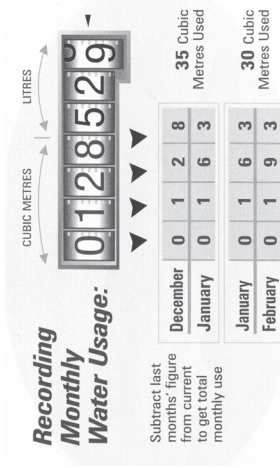 Recording
Monthly
Water Usage:
CUBIC METRES LITRES
0 1 2 8 5 2 9
Subtract last
months' figure
from current
to get total
monthly use
December 0 1 2 8
January 0 1 6 3
35 Cubic
Metres Used
January 0 1 6 3
February 0 1 9 3
30 Cubic
Metres Used